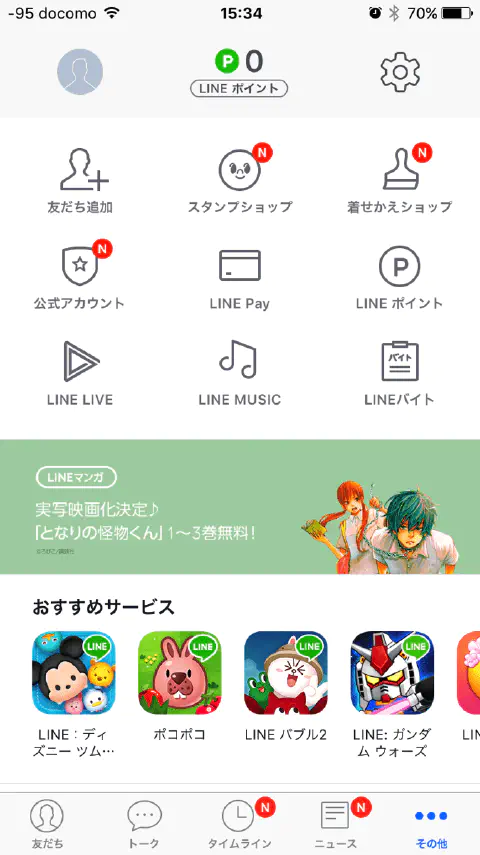 -95 docomo 15:34 70%
P 0
LINE ポイント
N
N
友だち追加 スタンプショップ 着せかえショップ
N
P
公式アカウント LINE Pay LINE ポイント
バイト
LINE LIVE LINE MUSIC LINEバイト
LINEマンガ
実写映画化決定♪
「となりの怪物くん」1〜3巻無料!
©ろびこ/講談社
おすすめサービス
LINE LINE LINE LINE
LINE:ディズニー ツム… ポコポコ LINE バブル2 LINE: ガンダム ウォーズ LIN
N N
友だち トーク タイムライン ニュース その他